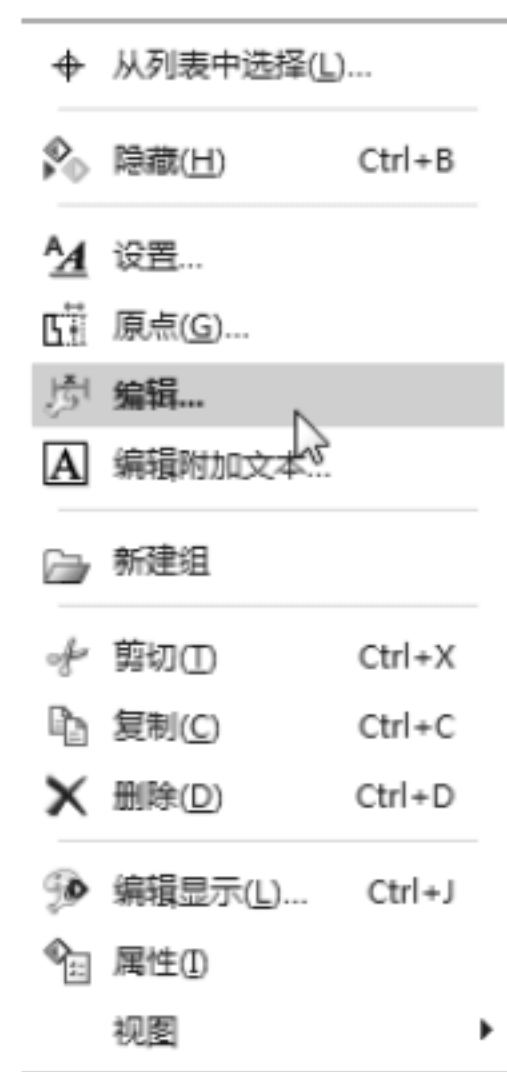 从列表中选择(L)...
隐藏(H) Ctrl+B
设置...
原点(G)...
编辑...
编辑附加文本...
新建组
剪切(T) Ctrl+X
复制(C) Ctrl+C
删除(D) Ctrl+D
编辑显示(L)... Ctrl+J
属性(I)
视图